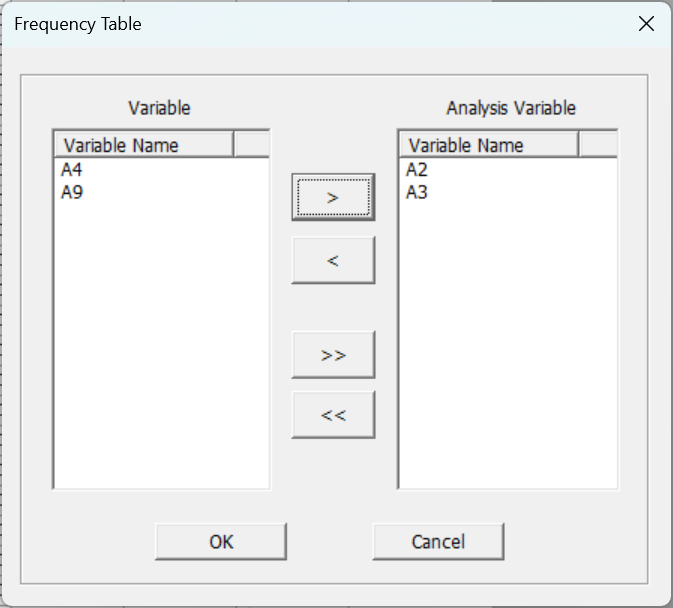 Frequency Table
Variable
Analysis Variable
Variable Name
Variable Name
A4
A2
A9
A3
>
<
>>
<<
OK
Cancel